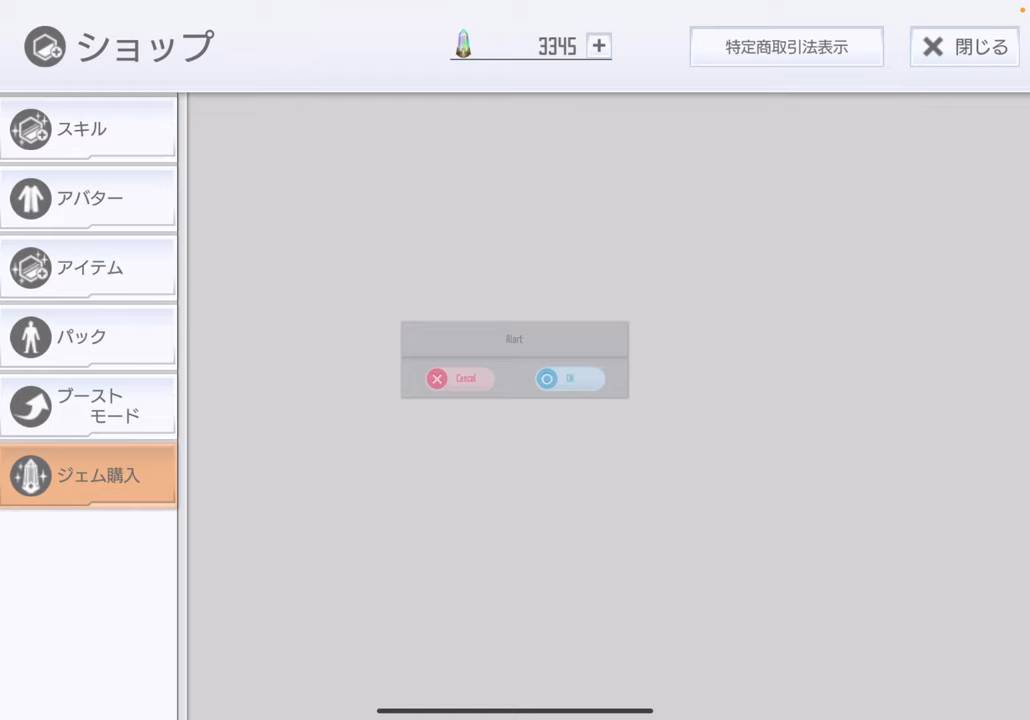 ショップ
3345
特定商取引法表示
閉じる
スキル
アバター
アイテム
パック
ブースト
モード
ジェム購入
Alert
Cancel
OK